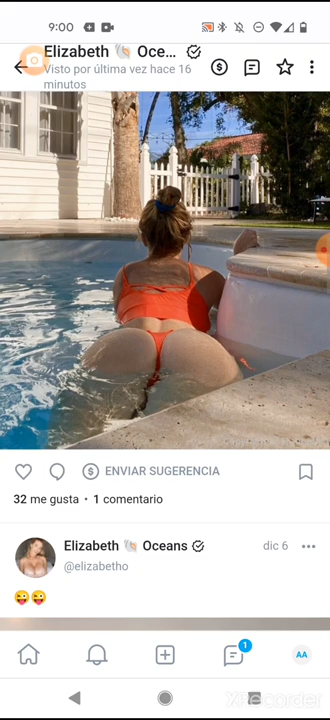 9:00
Elizabeth 🐚 Oce...
Visto por última vez hace 16
minutos
ENVIAR SUGERENCIA
32 me gusta • 1 comentario
Elizabeth 🐚 Oceans
dic 6
@elizabetho
😜😜
1
AA
XRecorder